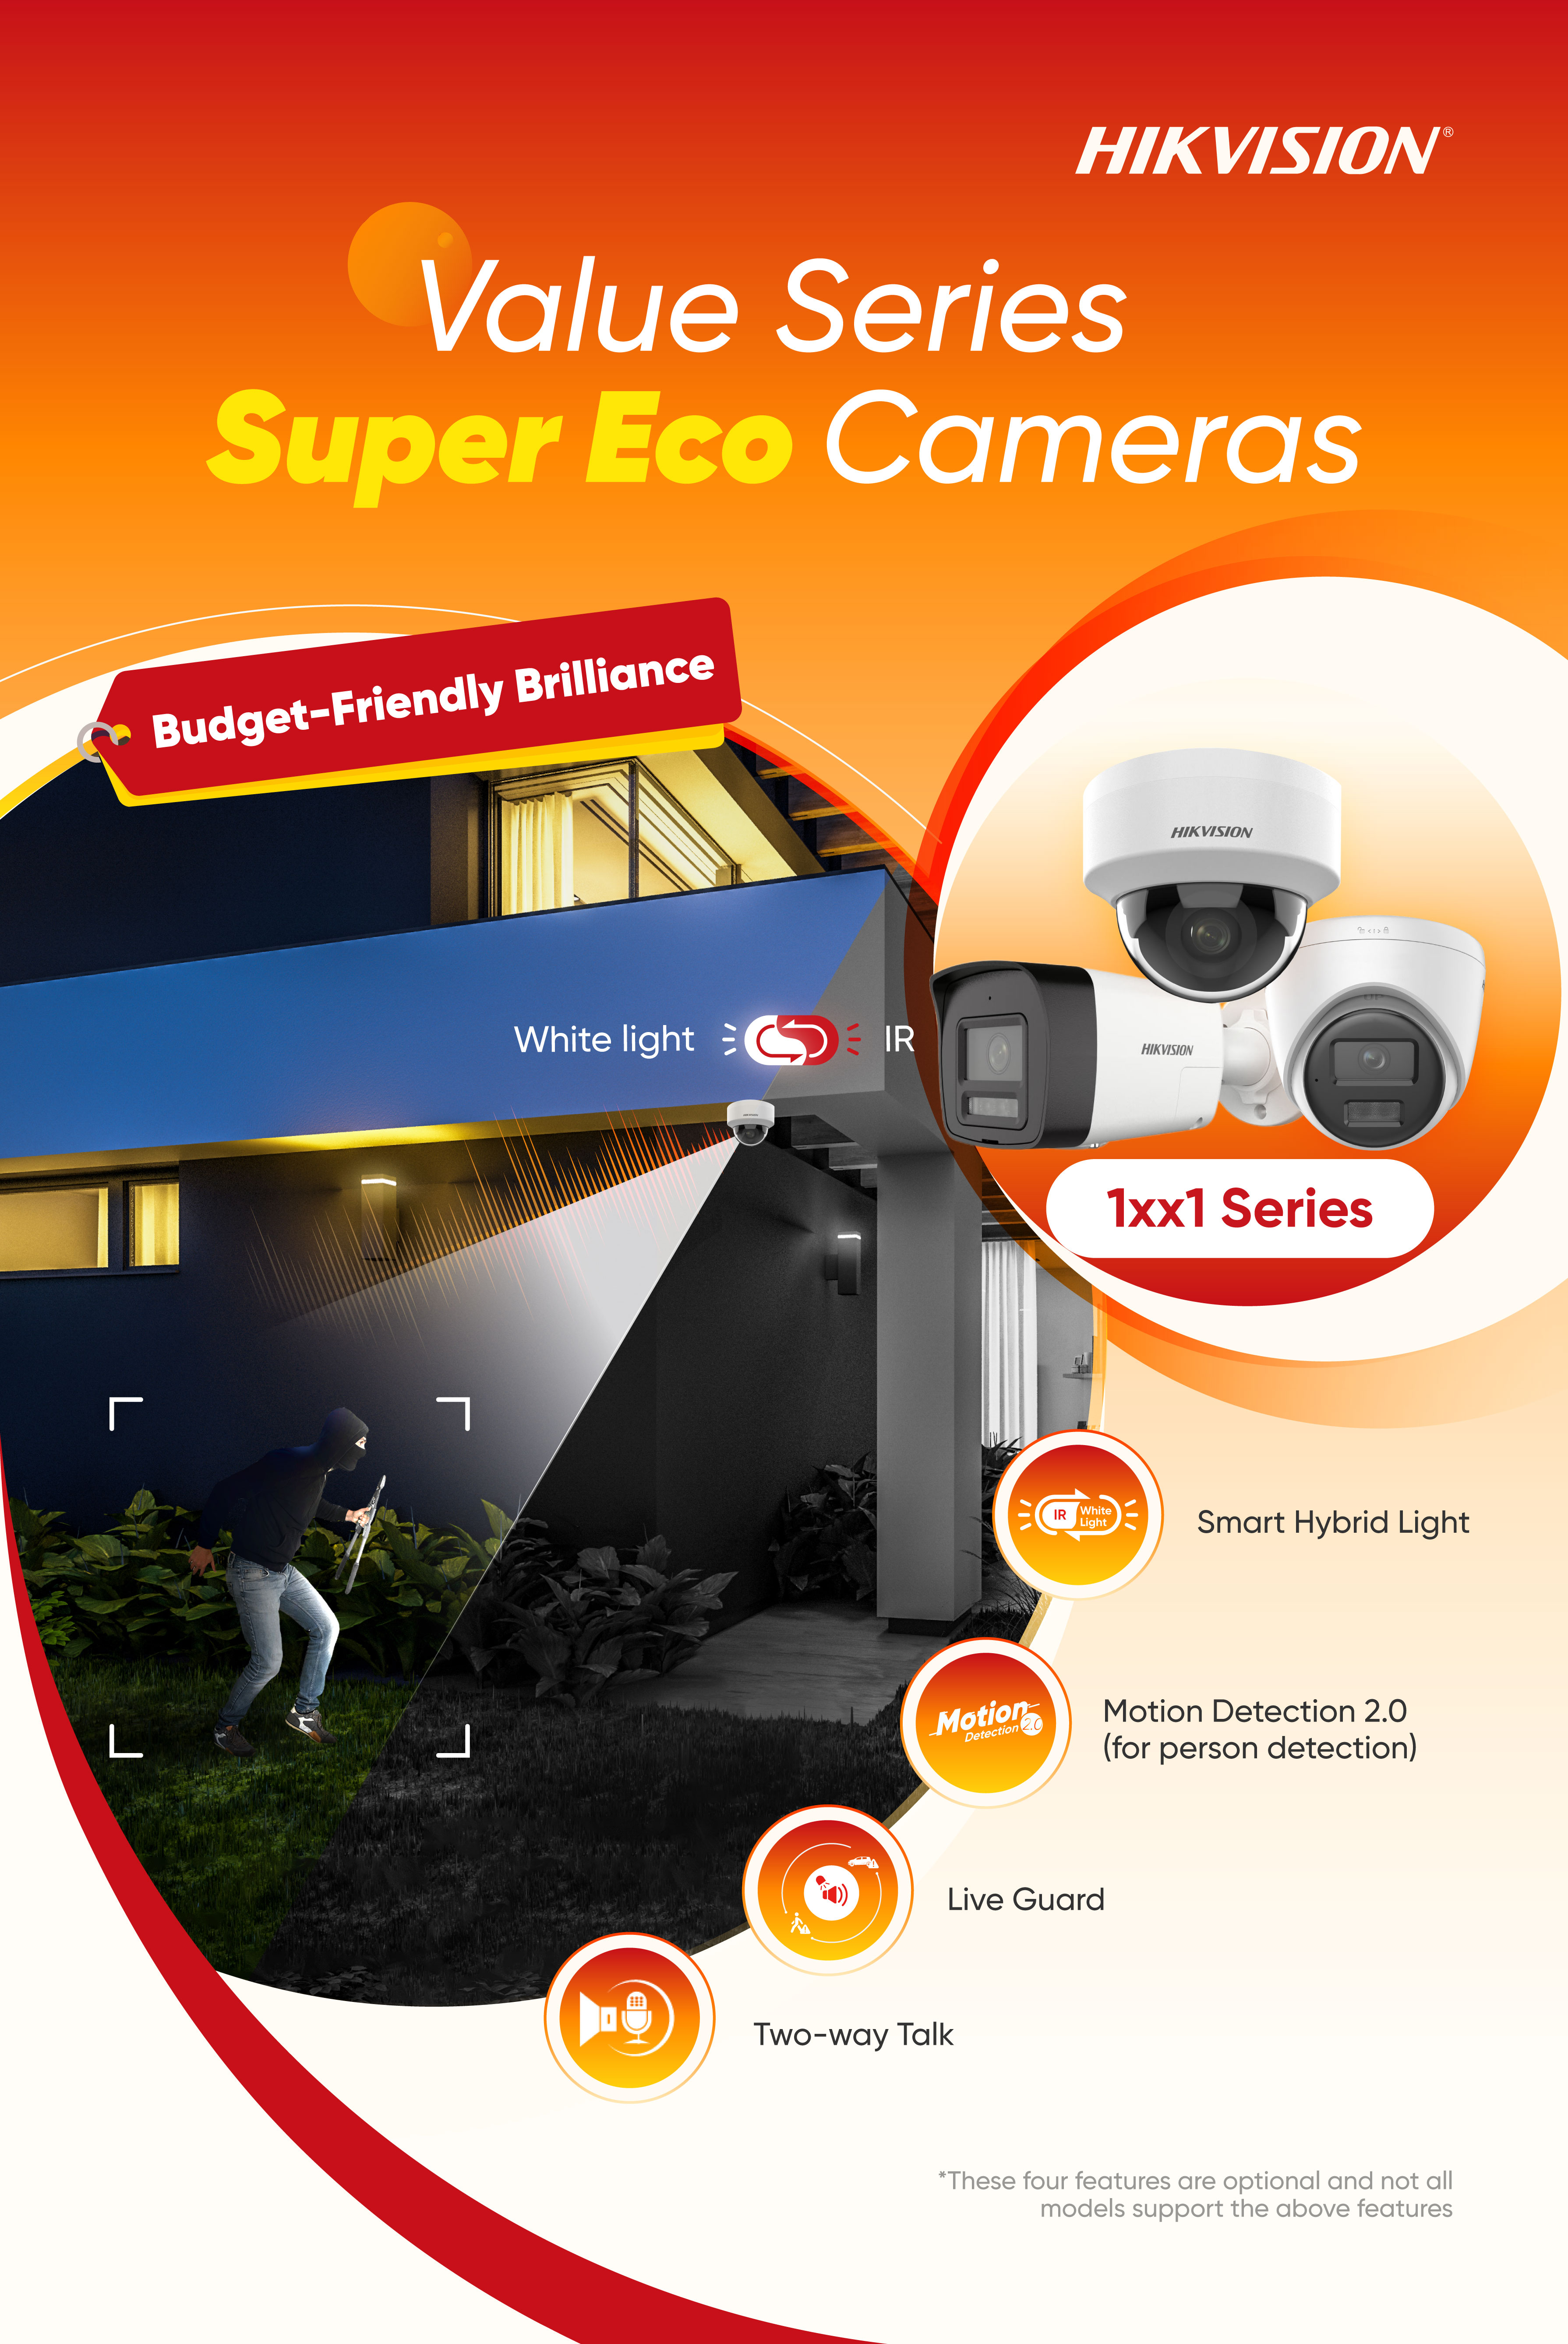 HIKVISION®
Value Series
Super Eco Cameras
Budget-Friendly Brilliance
HIKVISION
HIKVISION
White light IR
1xx1 Series
IR White Light
Smart Hybrid Light
Motion Detection 2.0
Motion Detection 2.0
(for person detection)
Live Guard
Two-way Talk
*These four features are optional and not all
models support the above features